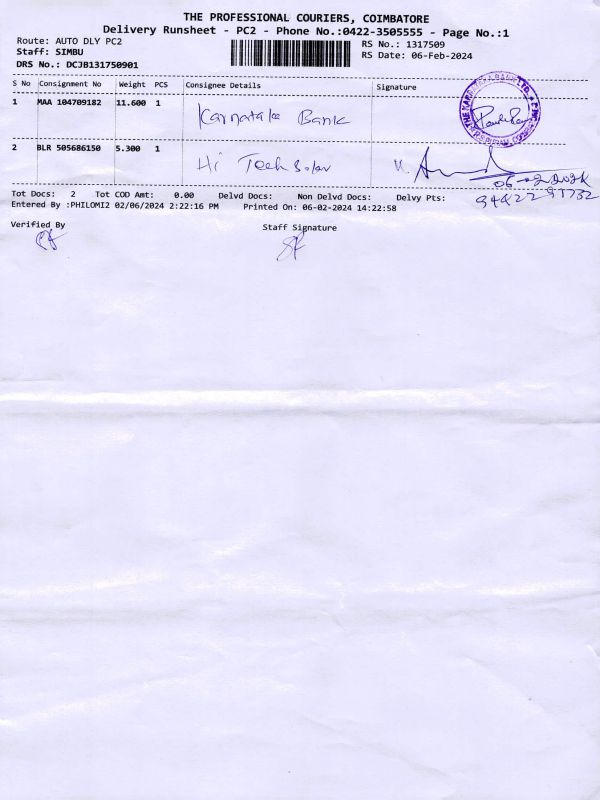 THE PROFESSIONAL COURIERS, COIMBATORE
Delivery Runsheet - PC2 - Phone No.:0422-3505555 - Page No.:1
Route: AUTO DLY PC2
RS No.: 1317509
Staff: SIMBU
RS Date: 06-Feb-2024
DRS No.: DCJB131750901
S No Consignment No Weight PCS Consignee Details Signature
1 MAA 104709182 11.600 1 Karnataka Bank
2 BLR 505686150 5.300 1 Hi Tech Solar
06-02-2024
Tot Docs: 2 Tot COD Amt: 0.00 Delvd Docs: Non Delvd Docs: Delvy Pts:
Entered By :PHILOMI2 02/06/2024 2:22:16 PM Printed On: 06-02-2024 14:22:58
Verified By
Staff Signature